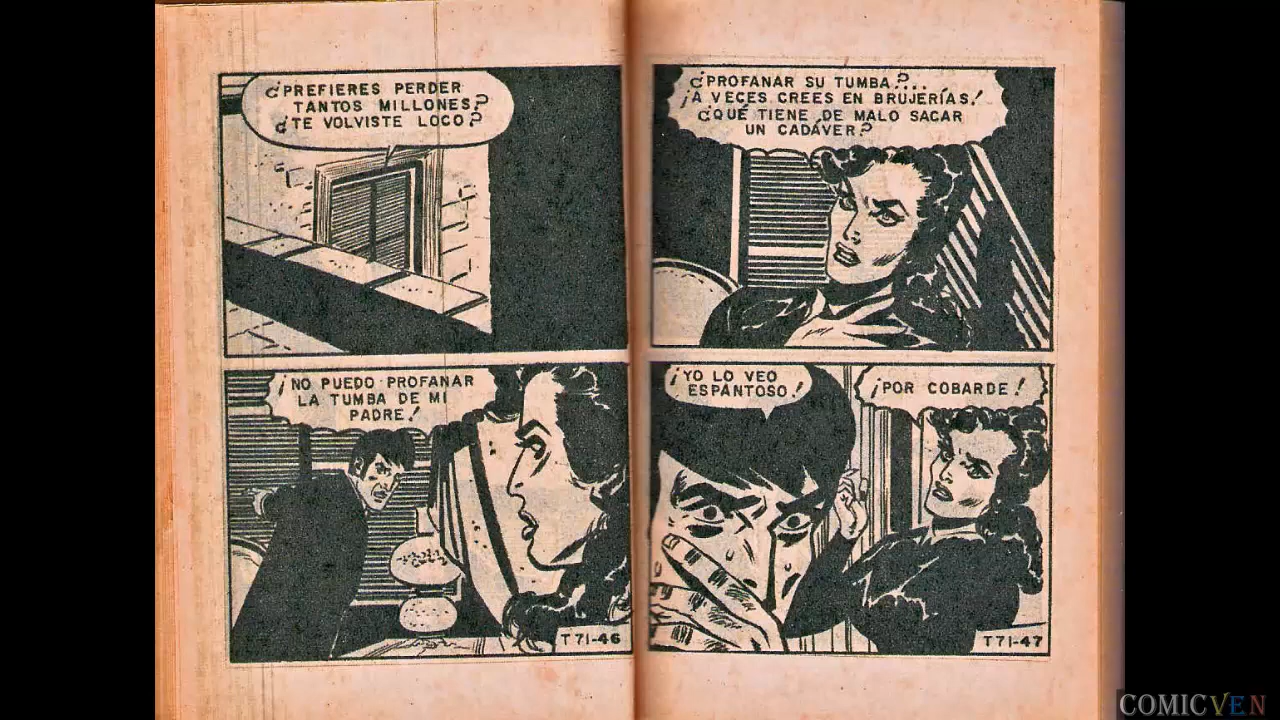 ¿PREFIERES PERDER
TANTOS MILLONES?
¿TE VOLVISTE LOCO?
¡NO PUEDO PROFANAR
LA TUMBA DE MI
PADRE!
T71-46
¿PROFANAR SU TUMBA?....
¡A VECES CREES EN BRUJERÍAS!
¿QUÉ TIENE DE MALO SACAR
UN CADÁVER?
¡YO LO VEO
ESPANTOSO!
¡POR COBARDE!
T71-47
COMICVEN